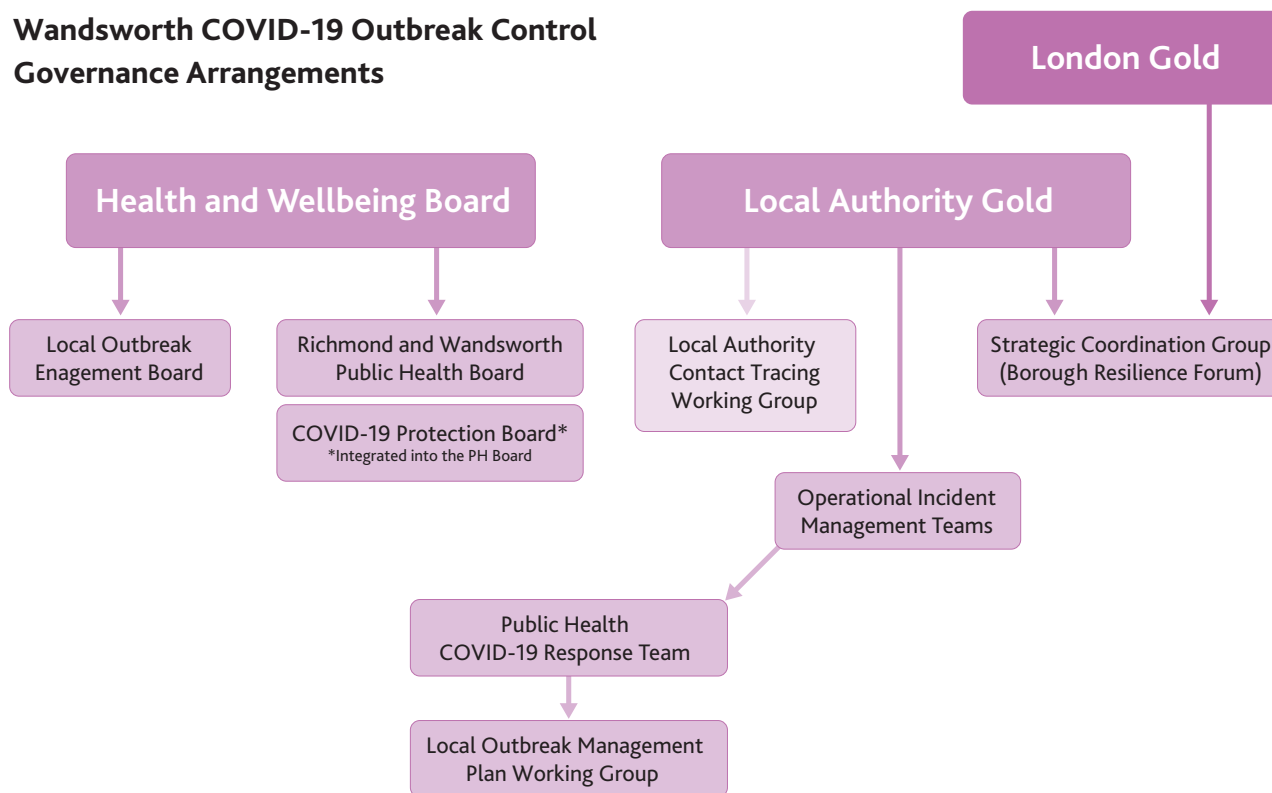 Wandsworth COVID-19 Outbreak Control
Governance Arrangements
London Gold
Health and Wellbeing Board
Local Authority Gold
Local Outbreak
Enagement Board
Richmond and Wandsworth
Public Health Board
COVID-19 Protection Board*
*Integrated into the PH Board
Local Authority
Contact Tracing
Working Group
Strategic Coordination Group
(Borough Resilience Forum)
Operational Incident
Management Teams
Public Health
COVID-19 Response Team
Local Outbreak Management
Plan Working Group